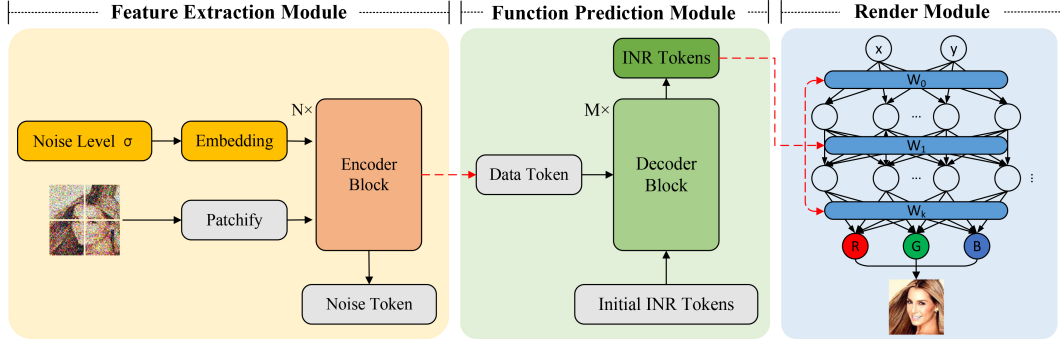 Feature Extraction Module
Function Prediction Module
Render Module
Noise Level σ
Embedding
N×
Encoder
Block
Patchify
Noise Token
INR Tokens
M×
Data Token
Decoder
Block
Initial INR Tokens
x
y
W0
...
W1
...
...
Wk
R
G
B